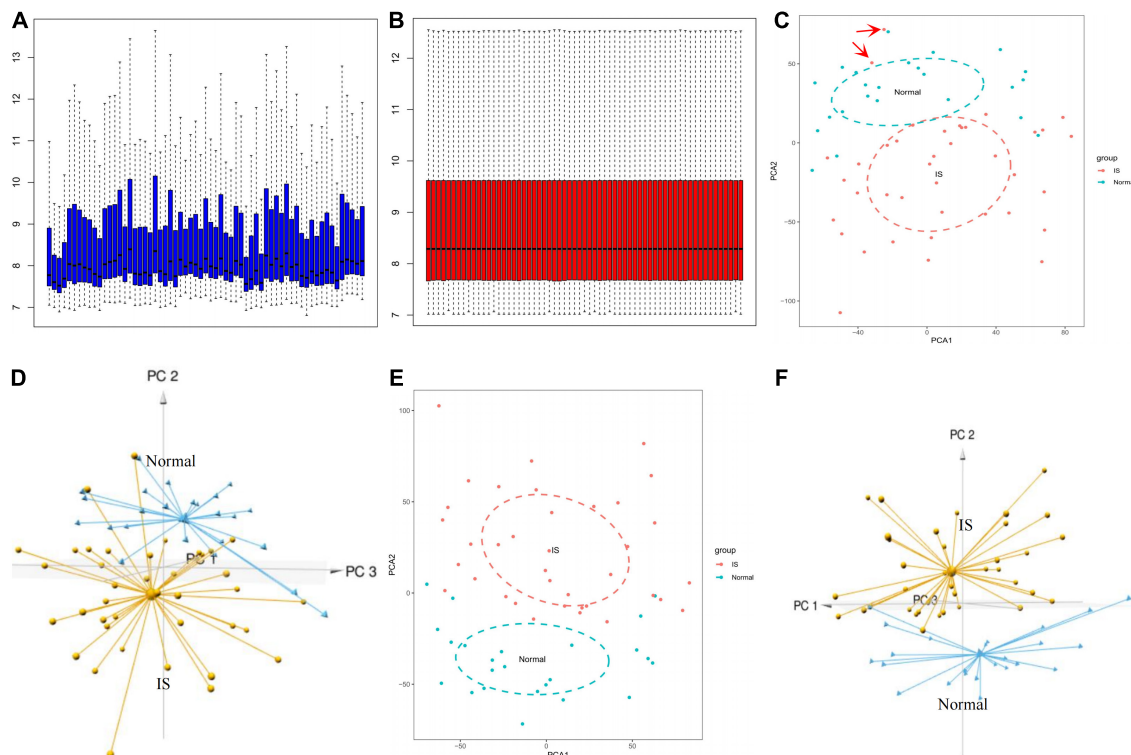 A
13
12
11
10
9
8
7
B
12
11
10
9
8
7
C
50
0
−50
−100
−40
0
40
80
PCA1
PCA2
Normal
IS
group
IS
Norma
D
PC 2
Normal
PC 1
PC 3
IS
E
100
50
0
−50
−50
0
50
PCA1
PCA2
IS
Normal
group
IS
Normal
F
PC 2
IS
PC 1
PC 3
Normal